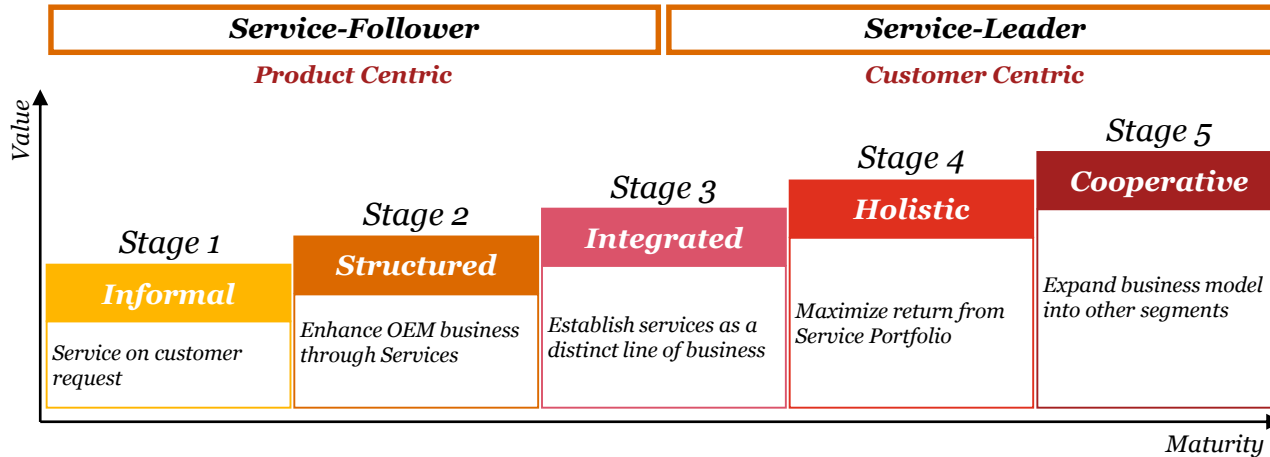 Service-Follower
Service-Leader
Product Centric
Customer Centric
Value
Stage 1
Informal
Service on customer
request
Stage 2
Structured
Enhance OEM business
through Services
Stage 3
Integrated
Establish services as a
distinct line of business
Stage 4
Holistic
Maximize return from
Service Portfolio
Stage 5
Cooperative
Expand business model
into other segments
Maturity